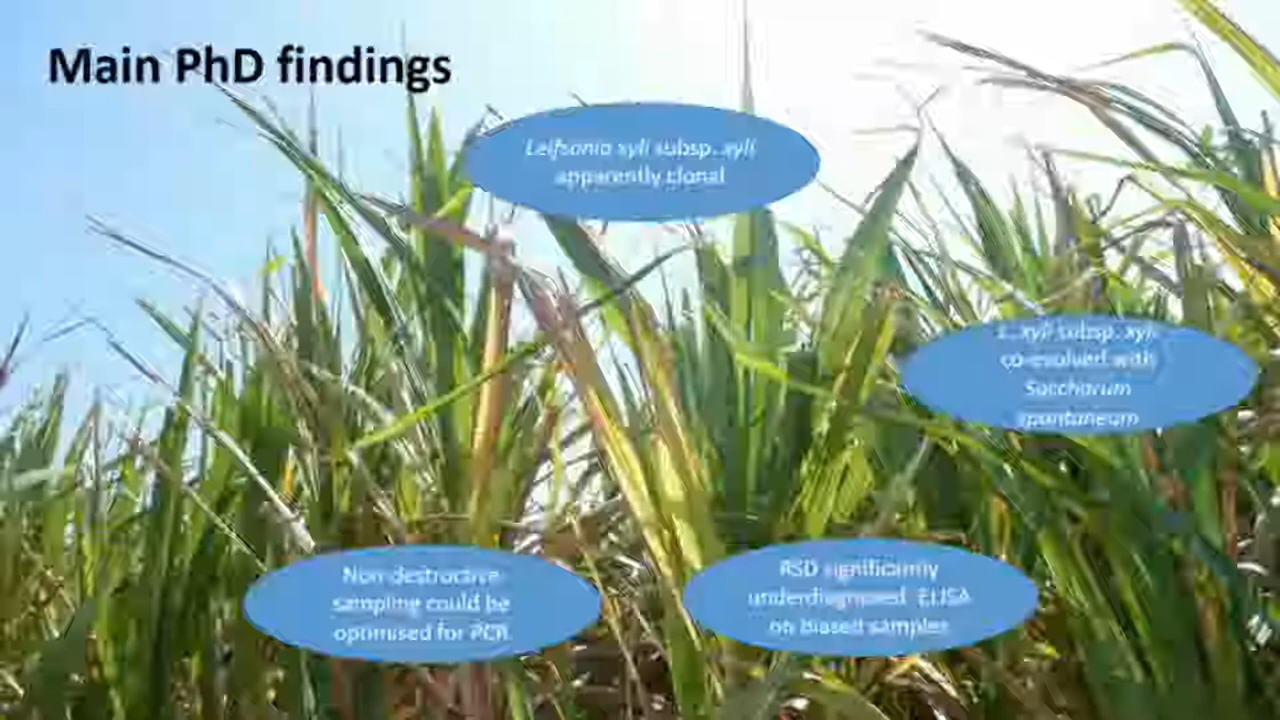 Main PhD findings
Leifsonia xyli subsp. xyli
apparently clonal
L. xyli subsp. xyli
co-evolved with
Saccharum
spontaneum
Non-destructive
sampling could be
optimised for PCR
RSD significantly
underdiagnosed ELISA
no biased samples